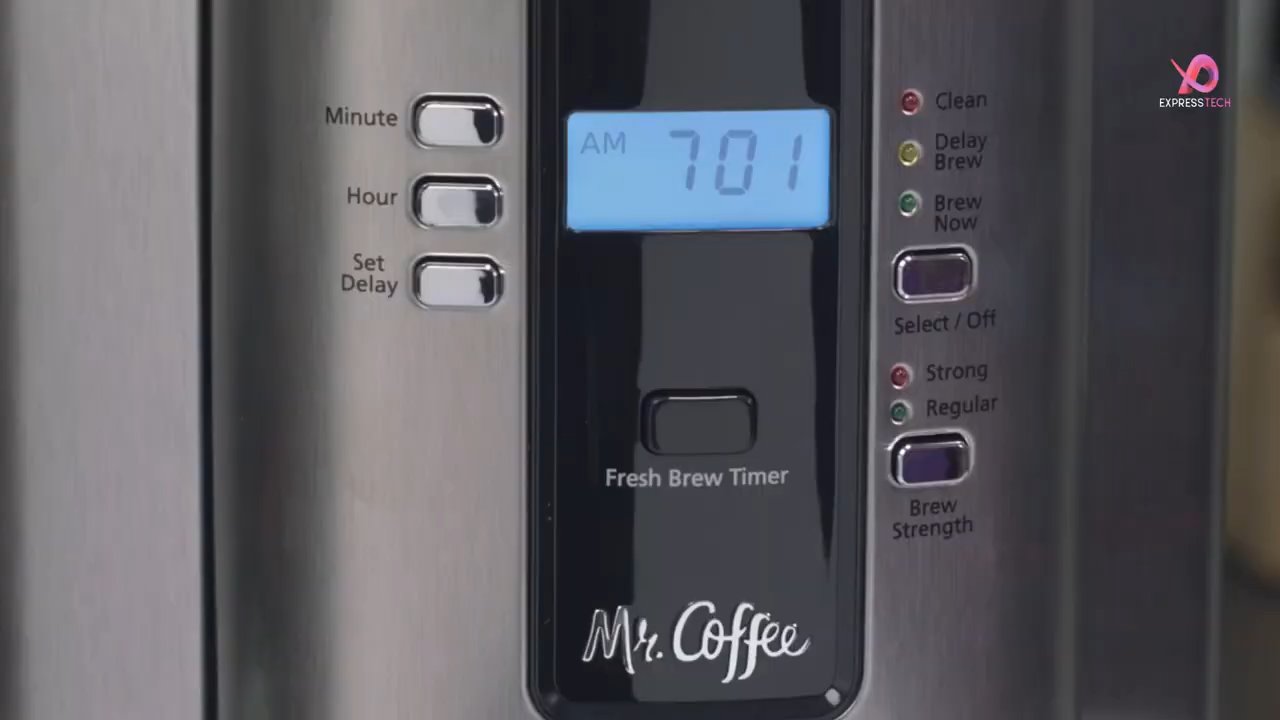 Minute
Hour
Set
Delay
AM 701
Fresh Brew Timer
Mr. Coffee
Clean
Delay
Brew
Brew
Now
Select / Off
Strong
Regular
Brew
Strength
EXPRESSTECH